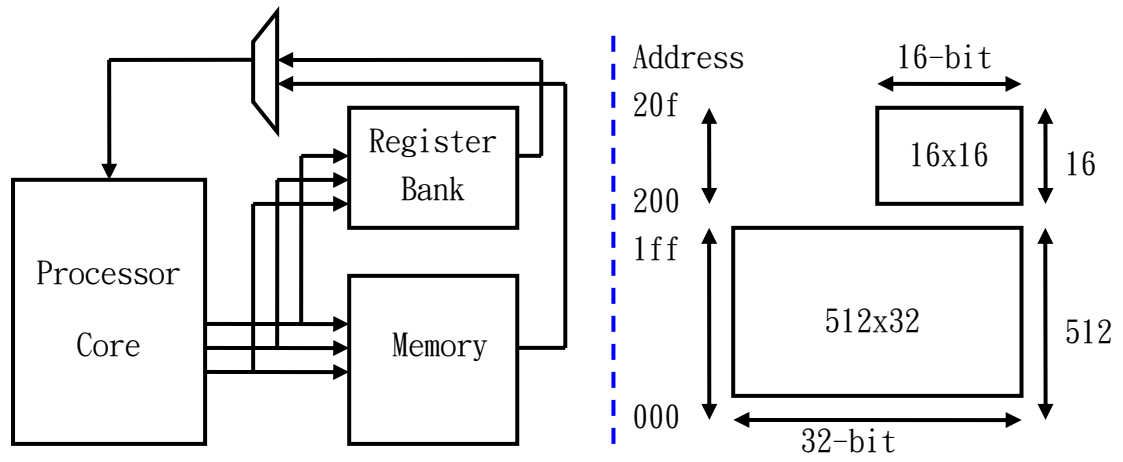 Register
Bank
Processor
Core
Memory
Address
20f
200
1ff
000
16-bit
16x16
16
512x32
512
32-bit